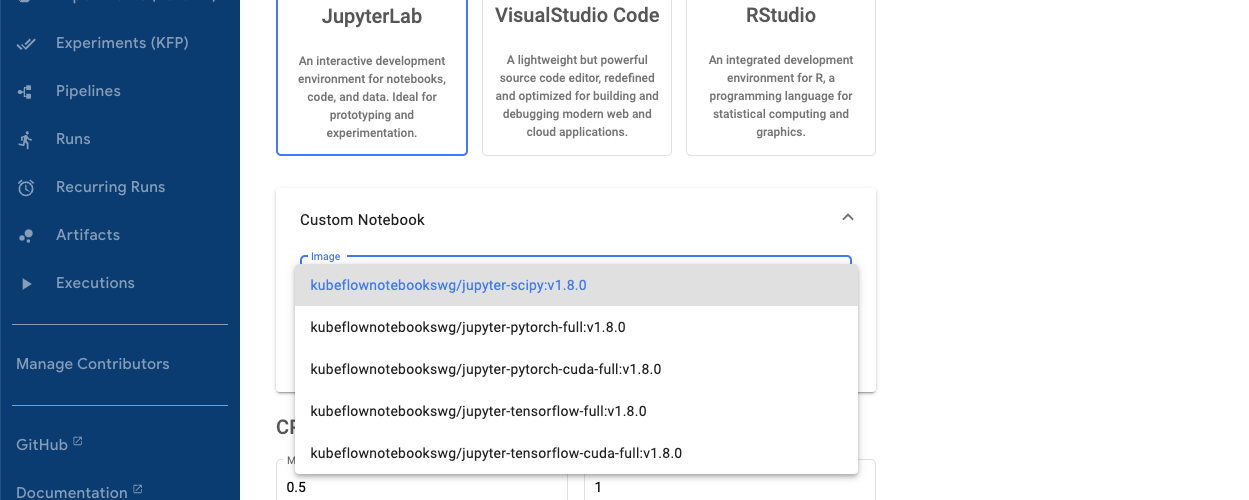 Experiments (KFP)
Pipelines
Runs
Recurring Runs
Artifacts
Executions
Manage Contributors
GitHub
Documentation
JupyterLab
An interactive development
environment for notebooks,
code, and data. Ideal for
prototyping and
experimentation.
VisualStudio Code
A lightweight but powerful
source code editor, redefined
and optimized for building and
debugging modern web and
cloud applications.
RStudio
An integrated development
environment for R, a
programming language for
statistical computing and
graphics.
Custom Notebook
Image
kubeflownotebookswg/jupyter-scipy:v1.8.0
kubeflownotebookswg/jupyter-pytorch-full:v1.8.0
kubeflownotebookswg/jupyter-pytorch-cuda-full:v1.8.0
kubeflownotebookswg/jupyter-tensorflow-full:v1.8.0
kubeflownotebookswg/jupyter-tensorflow-cuda-full:v1.8.0
0.5
1